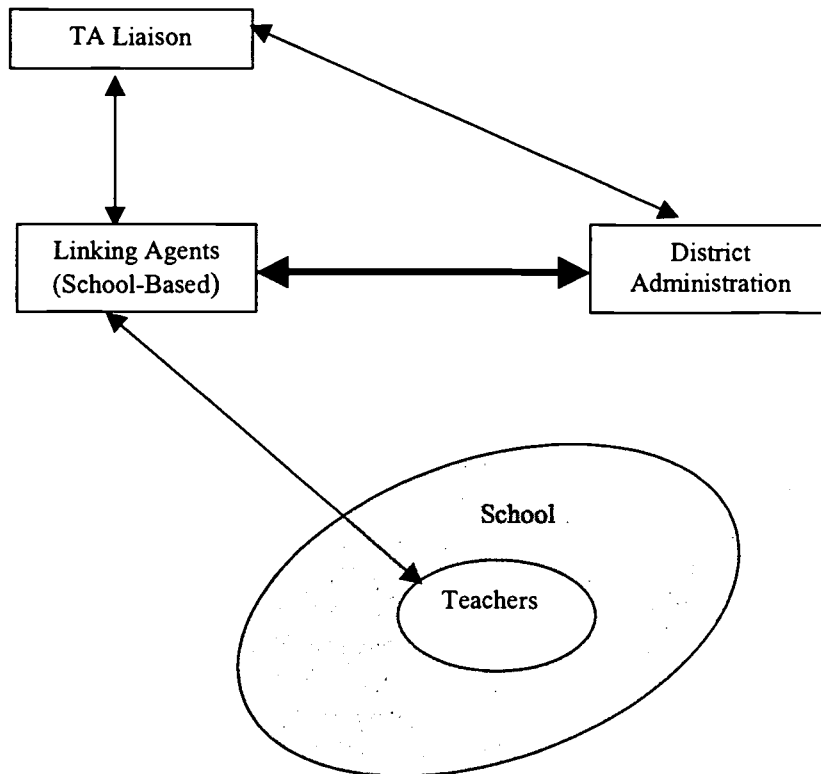 TA Liaison
Linking Agents
(School-Based)
District
Administration
School
Teachers